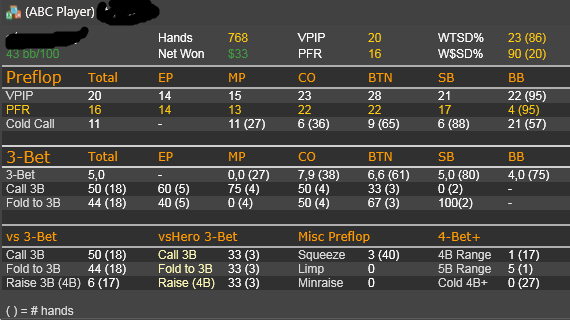 (ABC Player)
43 bb/100 Hands 768 VPIP 20 WTSD% 23 (86)
Net Won $33 PFR 16 W$SD% 90 (20)
Preflop Total EP MP CO BTN SB BB
VPIP 20 14 15 23 28 21 22 (95)
PFR 16 14 13 22 22 17 4 (95)
Cold Call 11 - 11 (27) 6 (36) 9 (65) 6 (88) 21 (57)
3-Bet Total EP MP CO BTN SB BB
3-Bet 5,0 - 0,0 (27) 7,9 (38) 6,6 (61) 5,0 (80) 4,0 (75)
Call 3B 50 (18) 60 (5) 75 (4) 50 (4) 33 (3) 0 (2) -
Fold to 3B 44 (18) 40 (5) 0 (4) 50 (4) 67 (3) 100(2) -
vs 3-Bet vsHero 3-Bet Misc Preflop 4-Bet+
Call 3B 50 (18) Call 3B 33 (3) Squeeze 3 (40) 4B Range 1 (17)
Fold to 3B 44 (18) Fold to 3B 33 (3) Limp 0 5B Range 5 (1)
Raise 3B (4B) 6 (17) Raise (4B) 33 (3) Minraise 0 Cold 4B+ 0 (27)
( ) = # hands